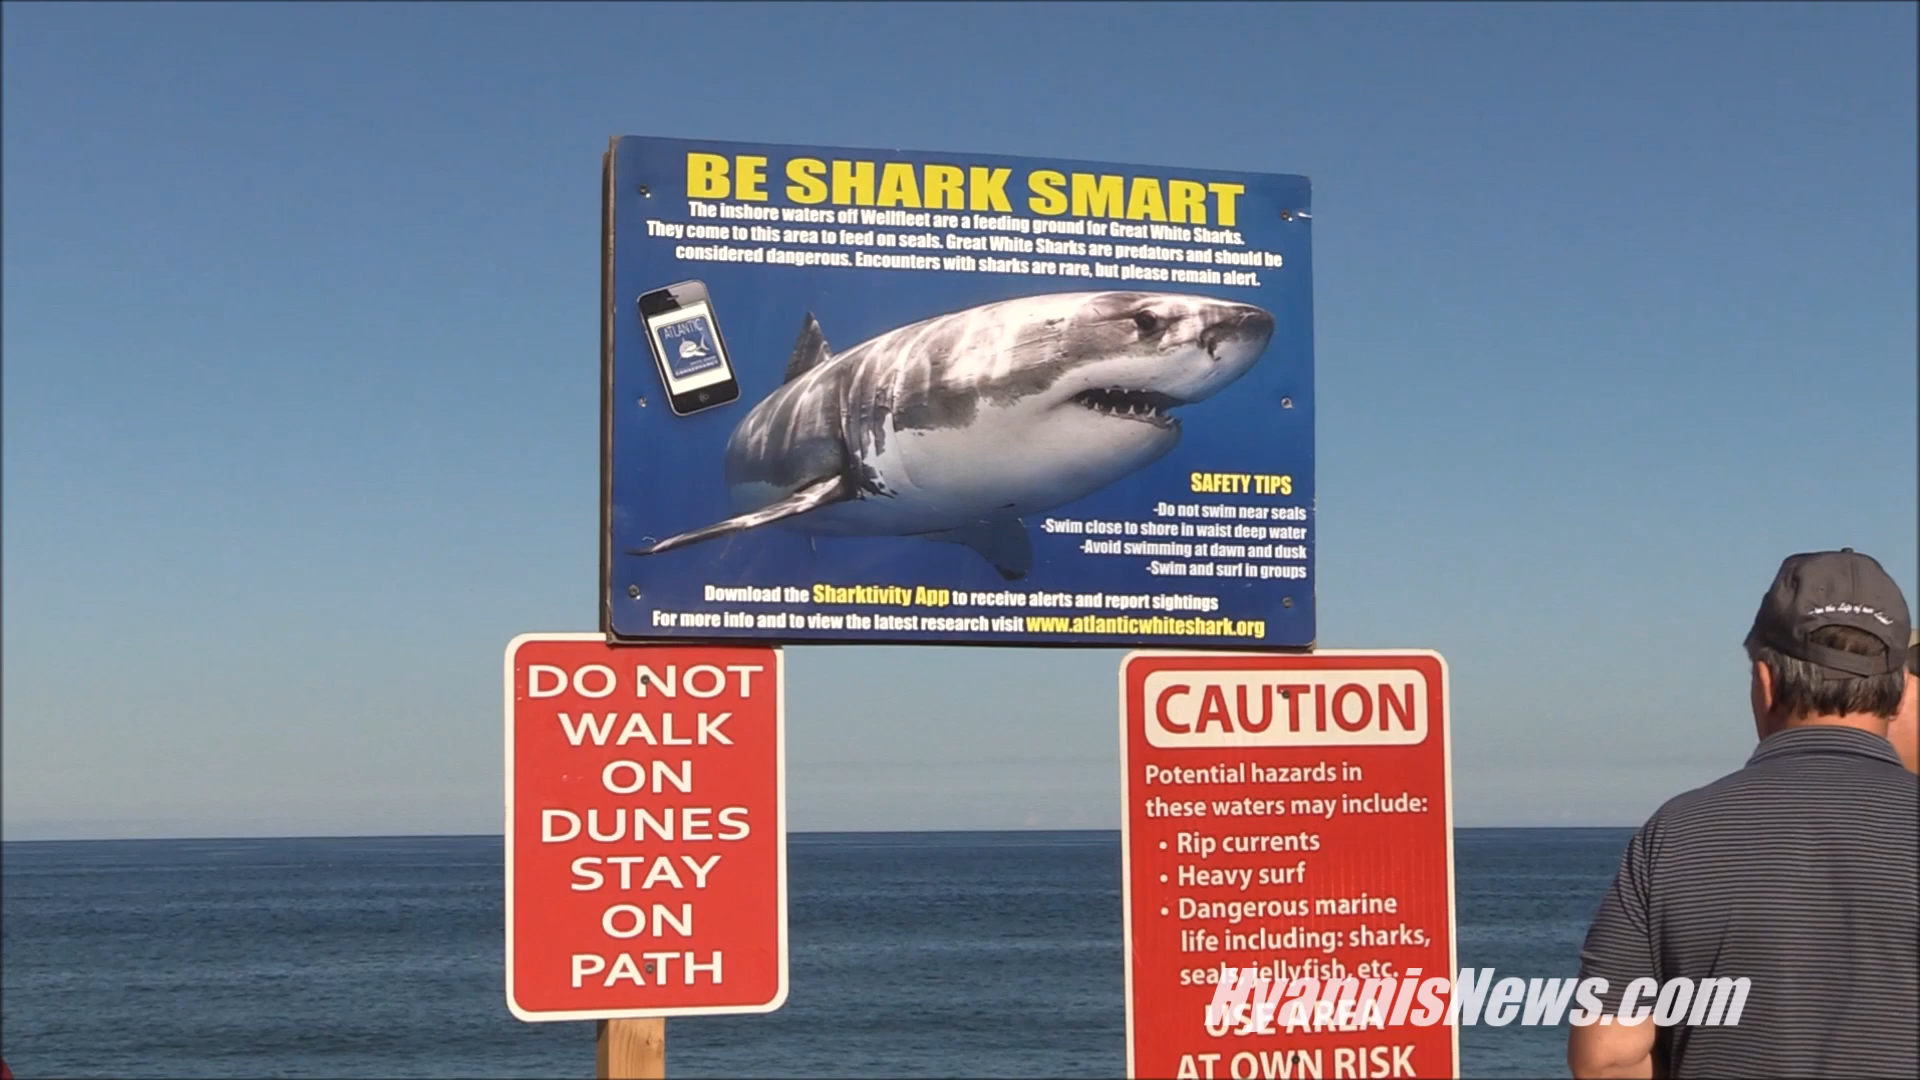 BE SHARK SMART
The inshore waters off Wellfleet are a feeding ground for Great White Sharks.
They come to this area to feed on seals. Great White Sharks are predators and should be
considered dangerous. Encounters with sharks are rare, but please remain alert.
ATLANTIC
CONSERVANCY
SAFETY TIPS
-Do not swim near seals
-Swim close to shore in waist deep water
-Avoid swimming at dawn and dusk
-Swim and surf in groups
Download the Sharktivity App to receive alerts and report sightings
For more info and to view the latest research visit www.atlanticwhiteshark.org
DO NOT
WALK
ON
DUNES
STAY
ON
PATH
CAUTION
Potential hazards in
these waters may include:
• Rip currents
• Heavy surf
• Dangerous marine
life including: sharks,
seals, jellyfish, etc.
USE AREA
AT OWN RISK
HyannisNews.com